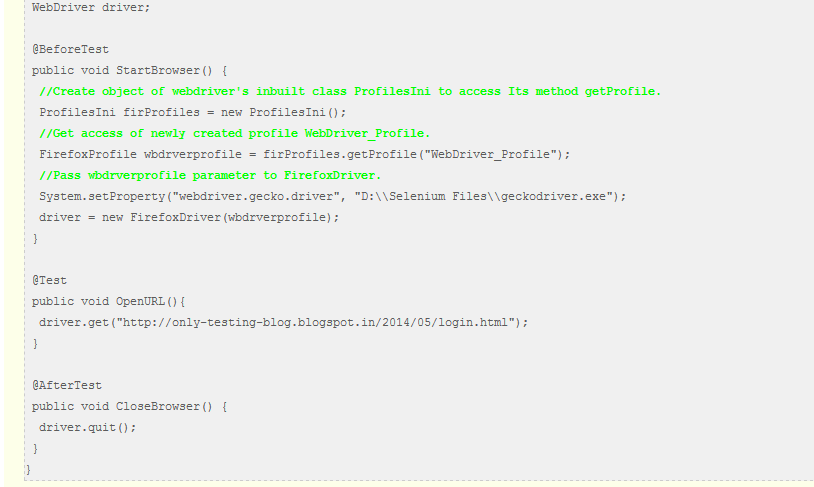 WebDriver driver;
@BeforeTest
public void StartBrowser() {
//Create object of webdriver's inbuilt class ProfilesIni to access Its method getProfile.
ProfilesIni firProfiles = new ProfilesIni();
//Get access of newly created profile WebDriver_Profile.
FirefoxProfile wbdrverprofile = firProfiles.getProfile("WebDriver_Profile");
//Pass wbdrverprofile parameter to FirefoxDriver.
System.setProperty("webdriver.gecko.driver", "D:\\Selenium Files\\geckodriver.exe");
driver = new FirefoxDriver(wbdrverprofile);
}
@Test
public void OpenURL(){
driver.get("http://only-testing-blog.blogspot.in/2014/05/login.html");
}
@AfterTest
public void CloseBrowser() {
driver.quit();
}
}